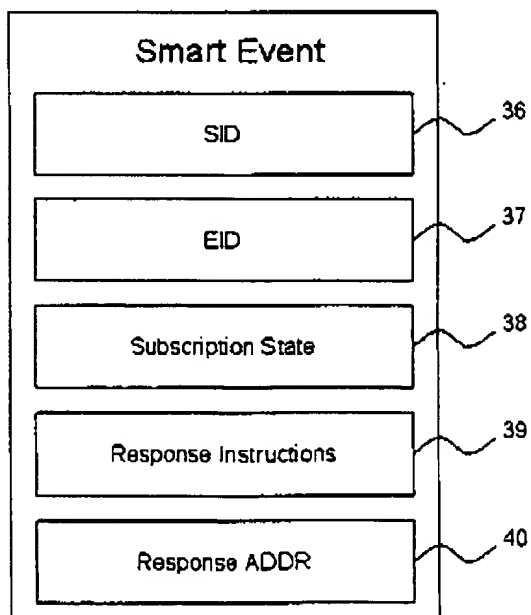 Smart Event
SID
36
EID
37
Subscription State
38
Response Instructions
39
Response ADDR
40